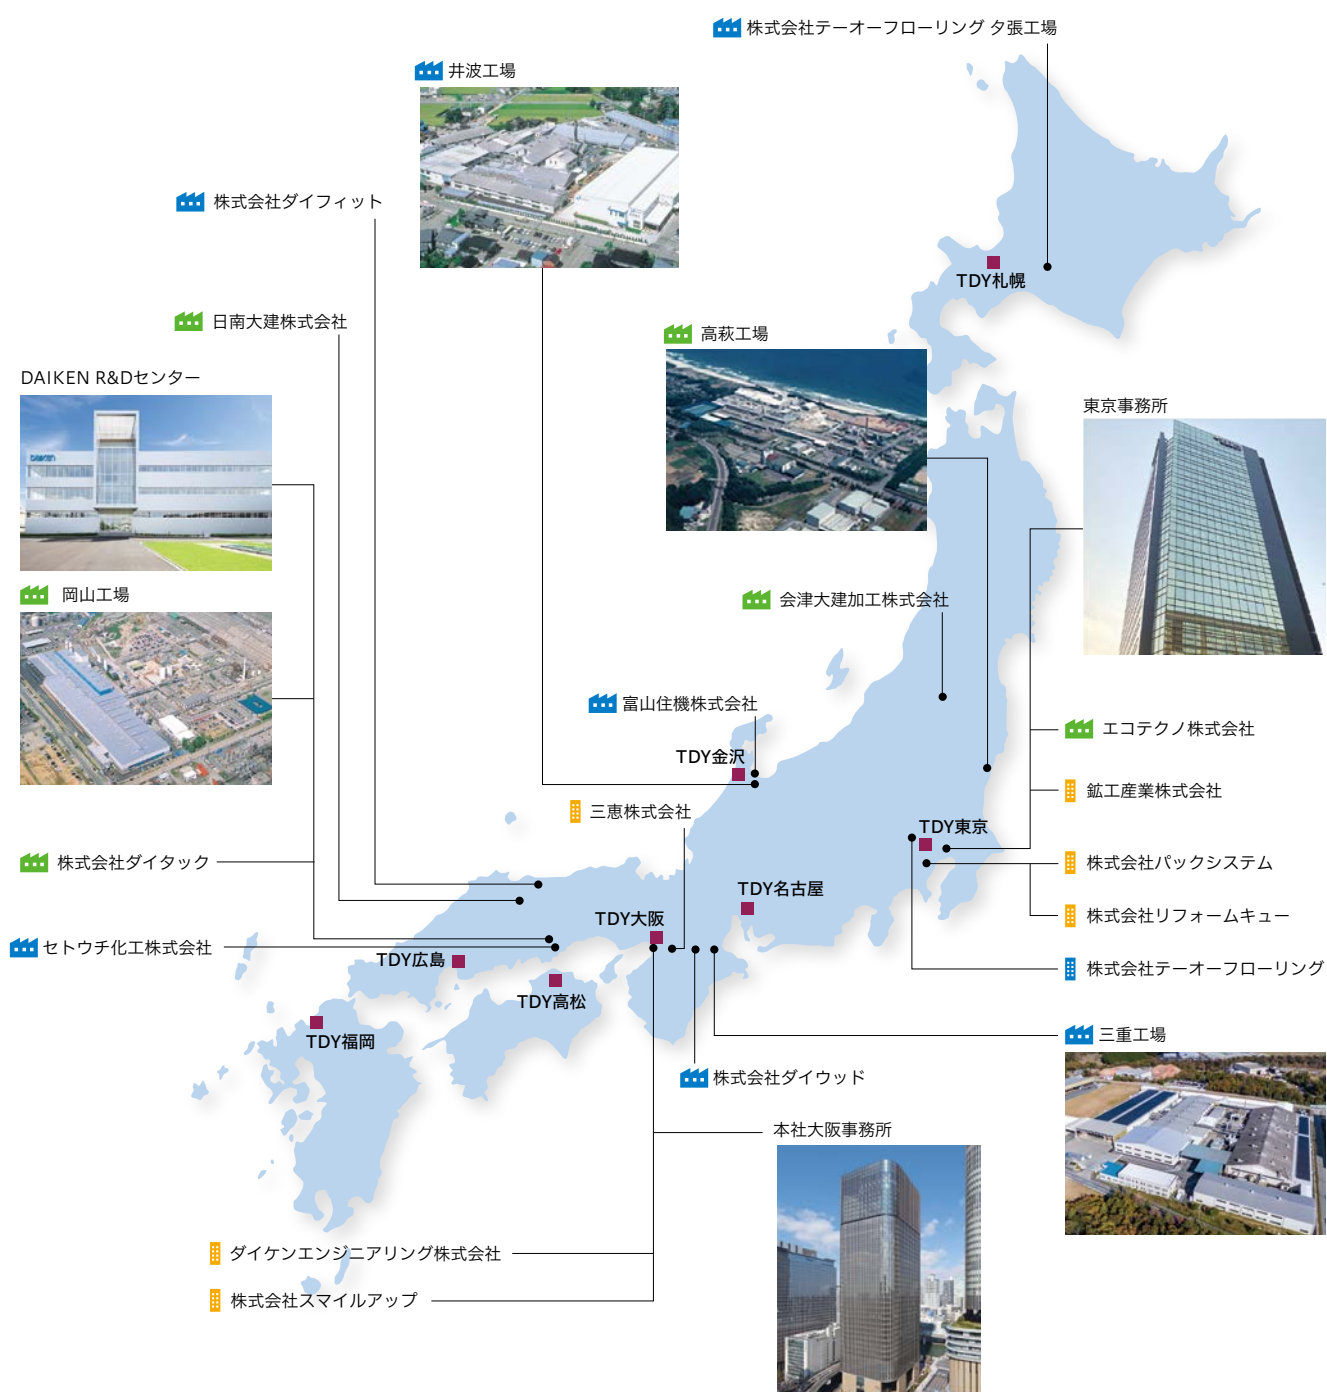 株式会社テーオーフローリング 夕張工場
井波工場
株式会社ダイフィット
TDY札幌
日南大建株式会社
高萩工場
DAIKEN R&Dセンター
東京事務所
DAIKEN
岡山工場
会津大建加工株式会社
富山住機株式会社
エコテクノ株式会社
TDY金沢
鉱工産業株式会社
三恵株式会社
TDY東京
株式会社ダイタック
株式会社パックシステム
TDY名古屋
株式会社リフォームキュー
TDY大阪
セトウチ化工株式会社
TDY広島
株式会社テーオーフローリング
TDY高松
TDY福岡
三重工場
株式会社ダイウッド
本社大阪事務所
ダイケンエンジニアリング株式会社
株式会社スマイルアップ